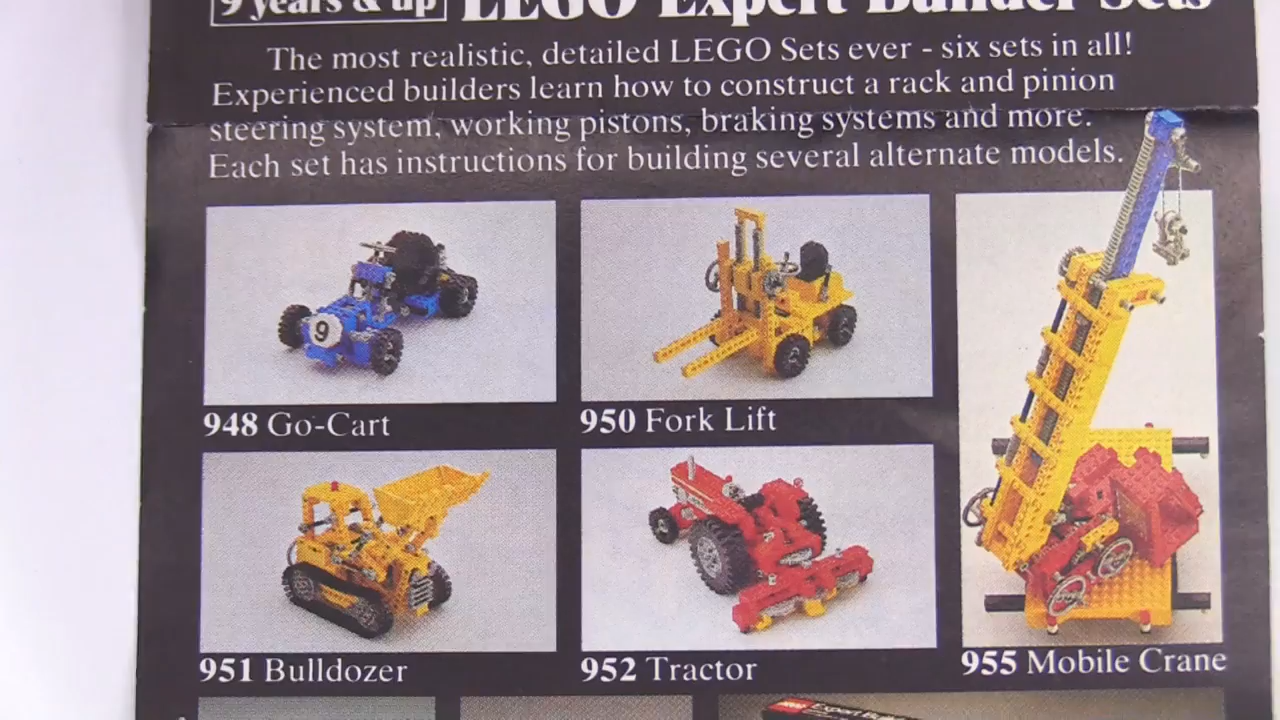 9 years & up LEGO Expert Builder Sets
The most realistic, detailed LEGO Sets ever - six sets in all!
Experienced builders learn how to construct a rack and pinion
steering system, working pistons, braking systems and more.
Each set has instructions for building several alternate models.
9
948 Go-Cart
950 Fork Lift
951 Bulldozer
952 Tractor
955 Mobile Crane